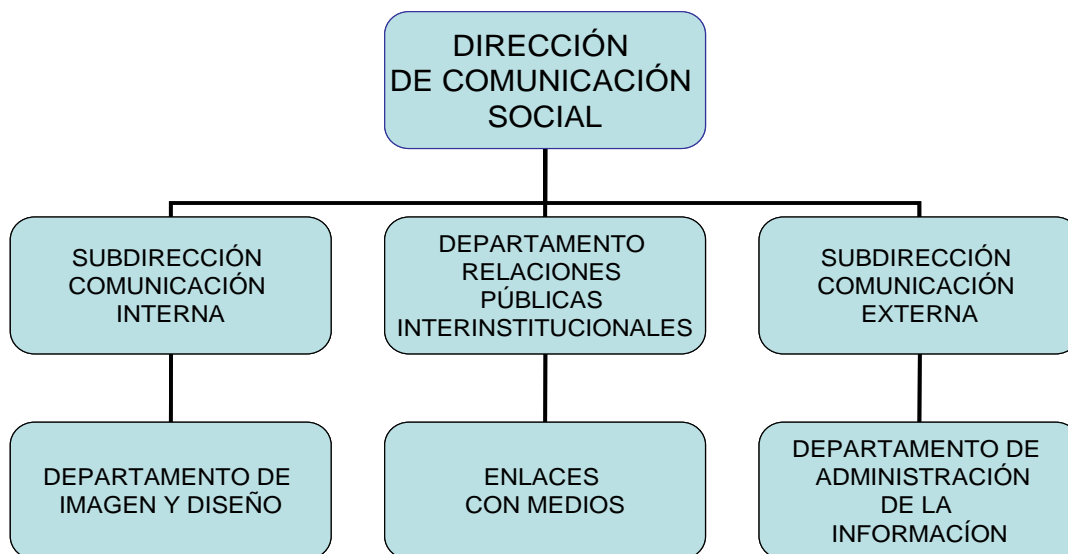 DIRECCIÓN
DE COMUNICACIÓN
SOCIAL
SUBDIRECCIÓN
COMUNICACIÓN
INTERNA
DEPARTAMENTO
RELACIONES
PÚBLICAS
INTERINSTITUCIONALES
SUBDIRECCIÓN
COMUNICACIÓN
EXTERNA
DEPARTAMENTO DE
IMAGEN Y DISEÑO
ENLACES
CON MEDIOS
DEPARTAMENTO DE
ADMINISTRACIÓN
DE LA
INFORMACÍON